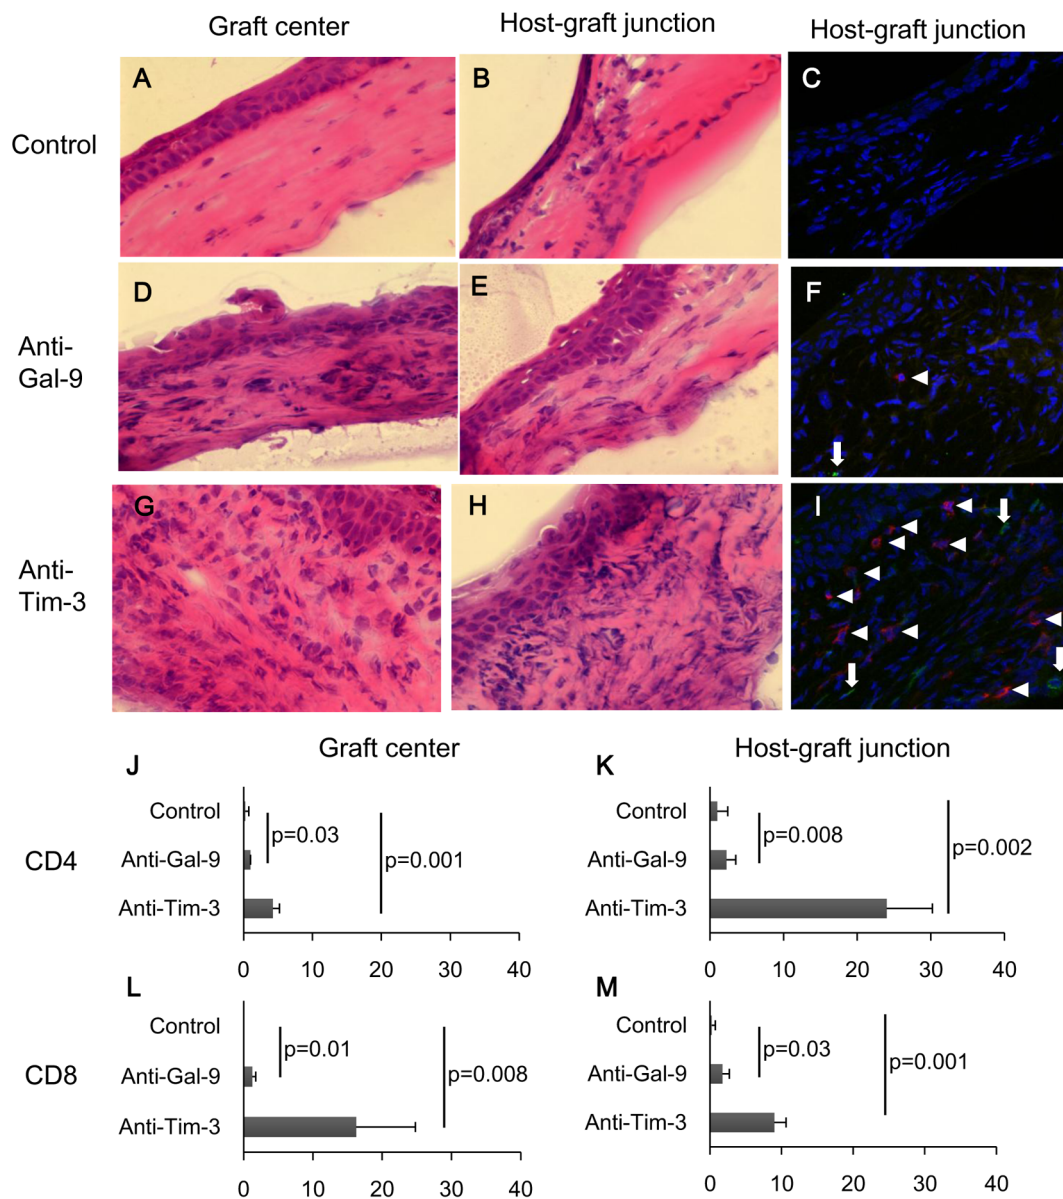 Graft center
Host-graft junction
Host-graft junction
Control
A
B
C
Anti-
Gal-9
D
E
F
Anti-
Tim-3
G
H
I
J
Graft center
K
Host-graft junction
CD4
Control
Anti-Gal-9
Anti-Tim-3
p=0.03
p=0.001
0 10 20 30 40
Control
Anti-Gal-9
Anti-Tim-3
p=0.008
p=0.002
0 10 20 30 40
CD8
L
Control
Anti-Gal-9
Anti-Tim-3
p=0.01
p=0.008
0 10 20 30 40
M
Control
Anti-Gal-9
Anti-Tim-3
p=0.03
p=0.001
0 10 20 30 40